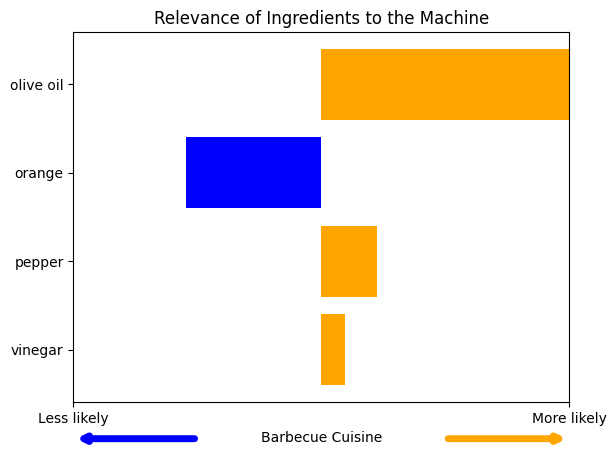 Relevance of Ingredients to the Machine
olive oil
orange
pepper
vinegar
Less likely
More likely
Barbecue Cuisine